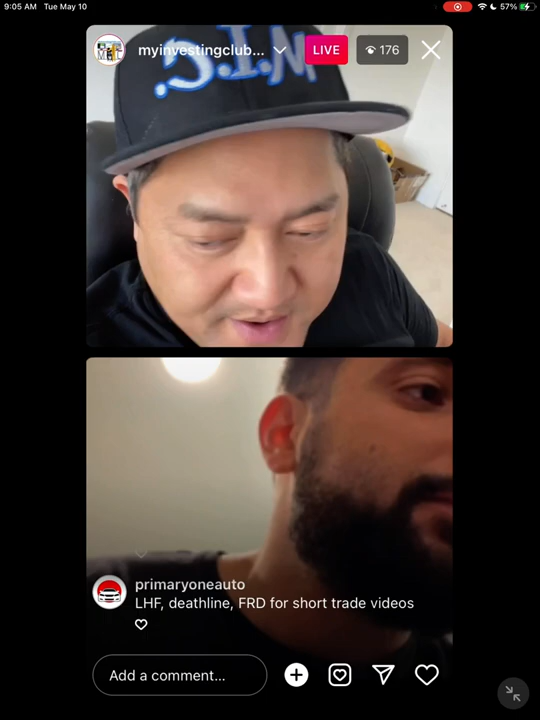 9:05 AM Tue May 10
57%
myinvestingclub...
LIVE
176
M.I.C.
primaryoneauto
LHF, deathline, FRD for short trade videos
Add a comment...